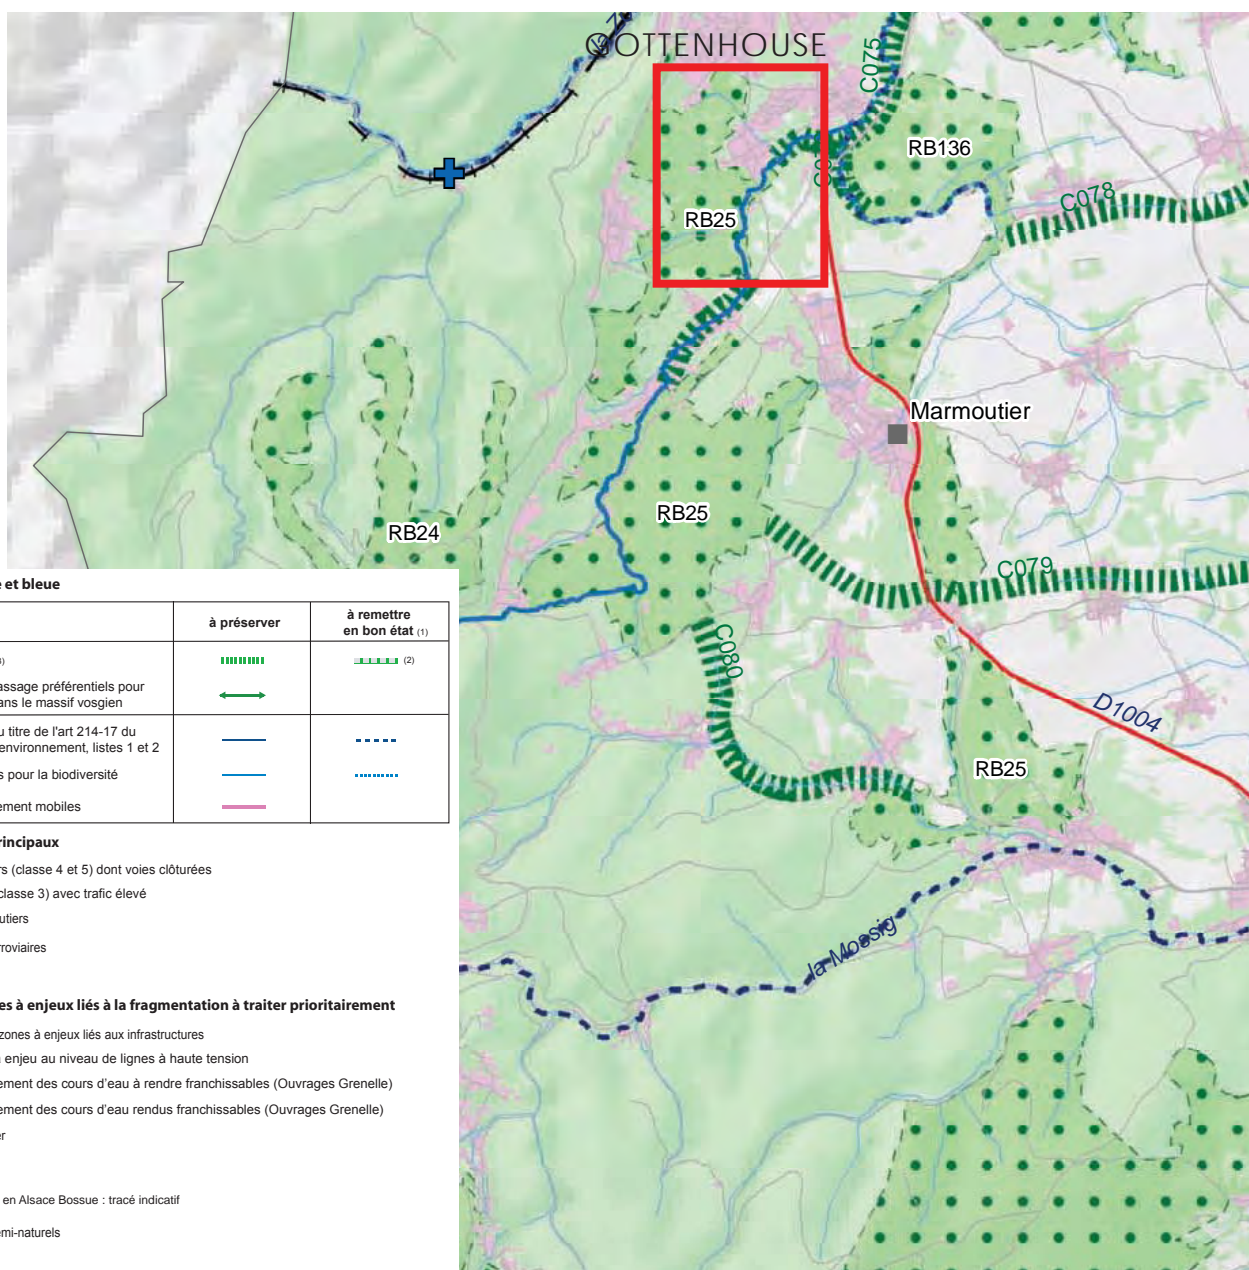 GOTTENHOUSE
C075
RB136
C078
RB25
Marmoutier
RB25
RB24
C079
C080
D1004
RB25
la Mossig
et bleue
à préserver
à remettre
en bon état (1)
(2)
assage préférentiels pour
ans le massif vosgien
u titre de l'art 214-17 du
environnement, listes 1 et 2
s pour la biodiversité
ement mobiles
rincipaux
rs (classe 4 et 5) dont voies clôturées
classe 3) avec trafic élevé
utiers
rroviaires
es à enjeux liés à la fragmentation à traiter prioritairement
zones à enjeux liés aux infrastructures
enjeu au niveau de lignes à haute tension
ement des cours d'eau à rendre franchissables (Ouvrages Grenelle)
ement des cours d'eau rendus franchissables (Ouvrages Grenelle)
er
en Alsace Bossue : tracé indicatif
mi-naturels